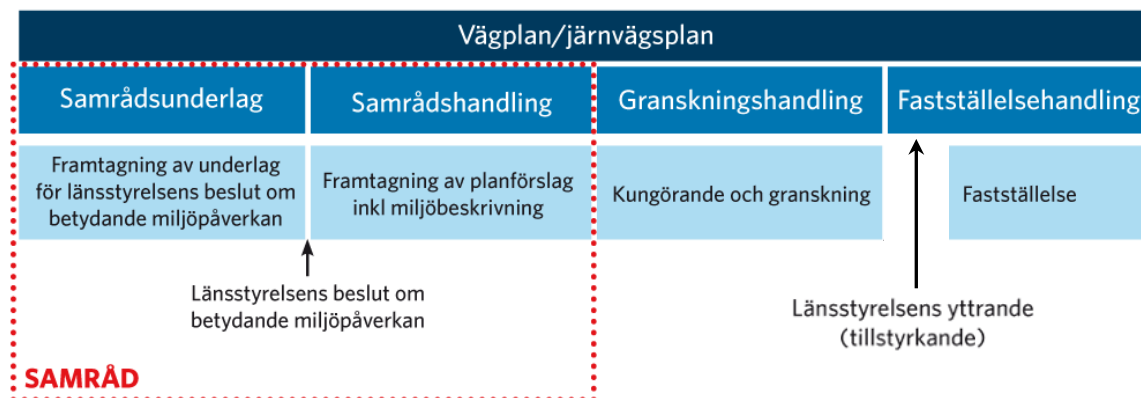 Vägplan/järnvägsplan
Samrådsunderlag
Samrådshandling
Granskningshandling
Fastställelsehandling
Framtagning av underlag
för länsstyrelsens beslut om
betydande miljöpåverkan
Framtagning av planförslag
inkl miljöbeskrivning
Kungörande och granskning
Fastställelse
Länsstyrelsens beslut om
betydande miljöpåverkan
Länsstyrelsens yttrande
(tillstyrkande)
SAMRÅD